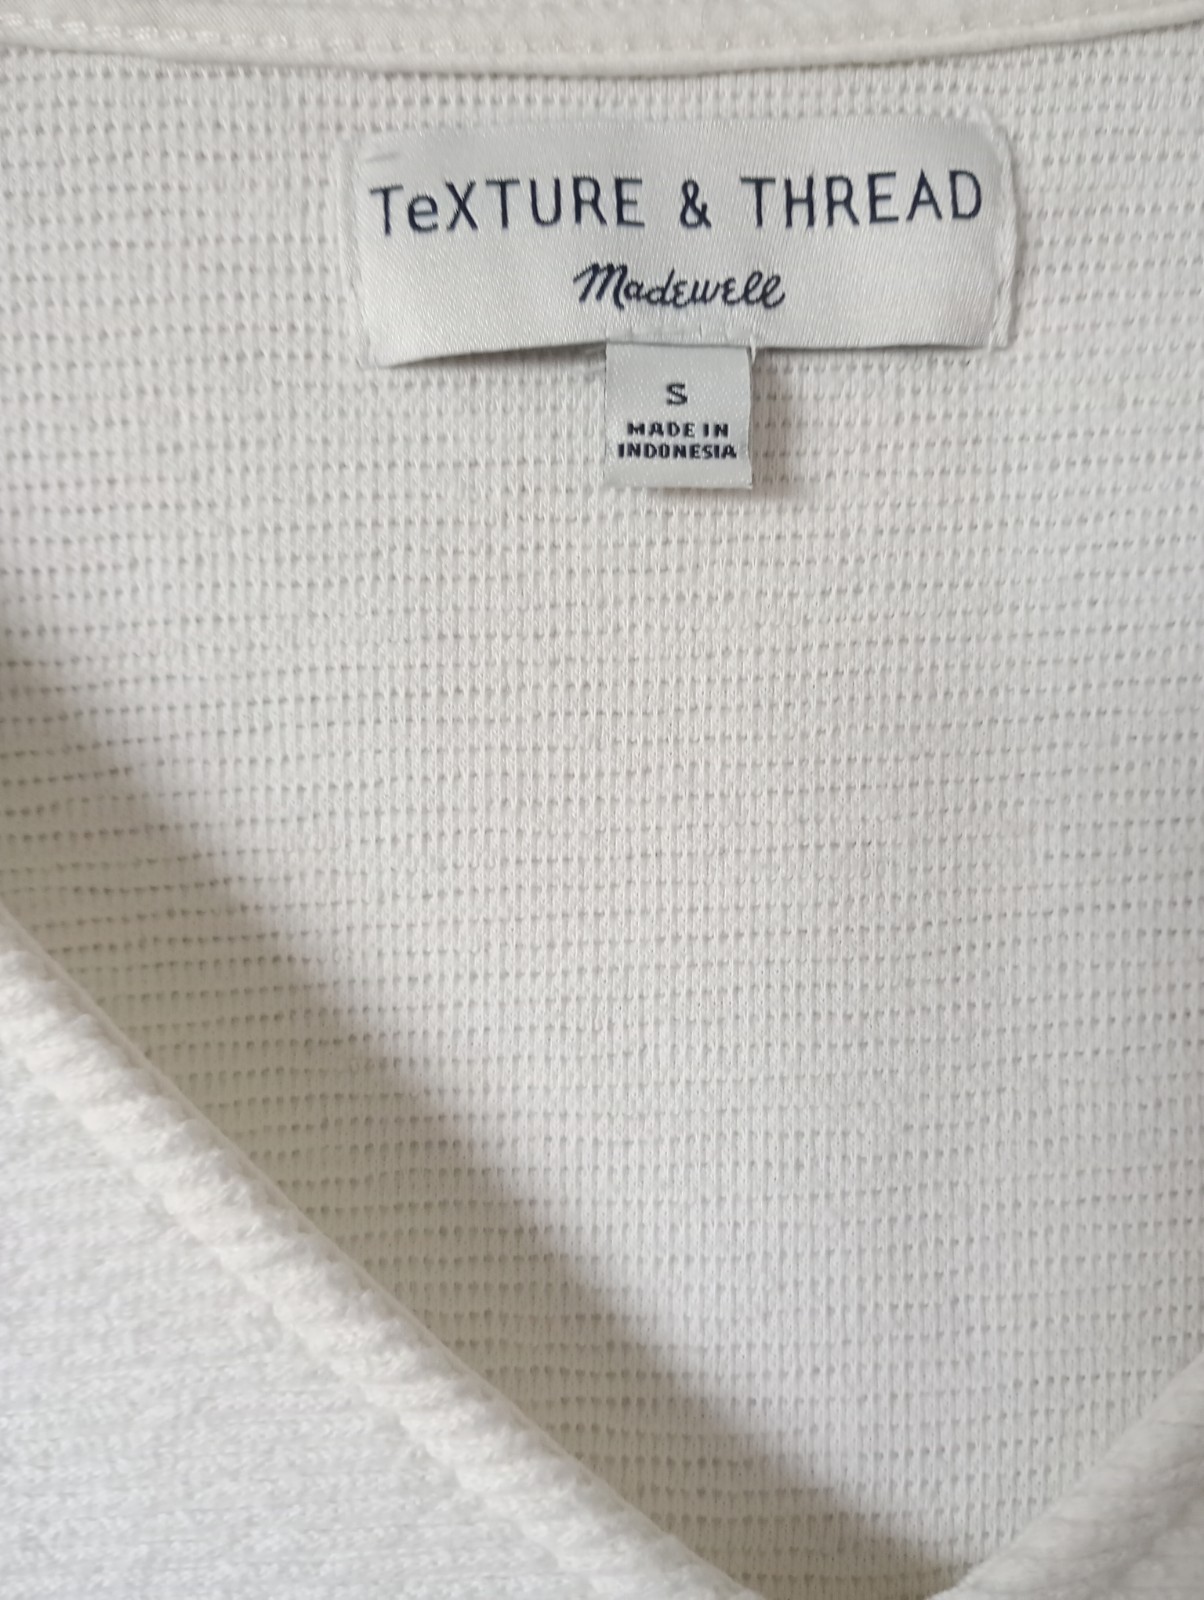 TeXTURE & THREAD
Madewell
S
MADE IN
INDONESIA